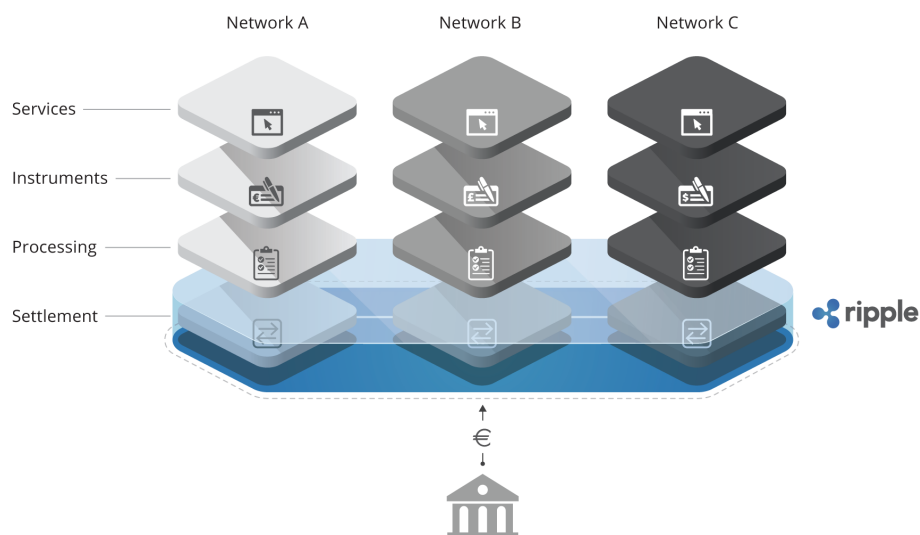 Network A
Network B
Network C
Services
Instruments
€
£
$
Processing
Settlement
ripple
€